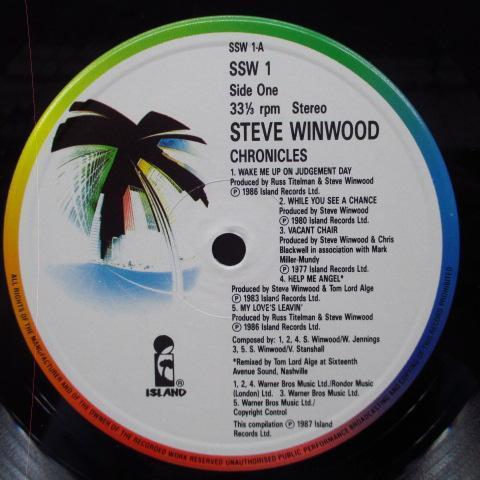 SSW 1-A
SSW 1
Side One
33⅓ rpm Stereo
STEVE WINWOOD
CHRONICLES
1. WAKE ME UP ON JUDGEMENT DAY
Produced by Russ Titelman & Steve Winwood
Ⓟ 1986 Island Records Ltd.
2. WHILE YOU SEE A CHANCE
Produced by Steve Winwood
Ⓟ 1980 Island Records Ltd.
3. VACANT CHAIR
Produced by Steve Winwood & Chris
Blackwell in association with Mark
Miller-Mundy
Ⓟ 1977 Island Records Ltd.
4. HELP ME ANGEL*
Produced by Steve Winwood & Tom Lord Alge
Ⓟ 1983 Island Records Ltd.
5. MY LOVE'S LEAVIN'
Produced by Russ Titelman & Steve Winwood
Ⓟ 1986 Island Records Ltd.
Composed by: 1, 2, 4. S Winwood/W. Jennings
3, 5. S. Winwood/V. Stanshall
*Remixed by Tom Lord Alge at Sixteenth
Avenue Sound, Nashville
1, 2, 4. Warner Bros Music Ltd./Rondor Music
(London) Ltd. 3. Warner Bros Music Ltd.
5. Warner Bros Music Ltd./
Copyright Control
This compilation Ⓟ 1987 Island
Records Ltd.
ISLAND ®
ALL RIGHTS OF THE MANUFACTURER AND OF THE OWNER OF THE RECORDED WORK RESERVED UNAUTHORISED PUBLIC PERFORMANCE BROADCASTING AND COPYING OF THIS RECORD PROHIBITED